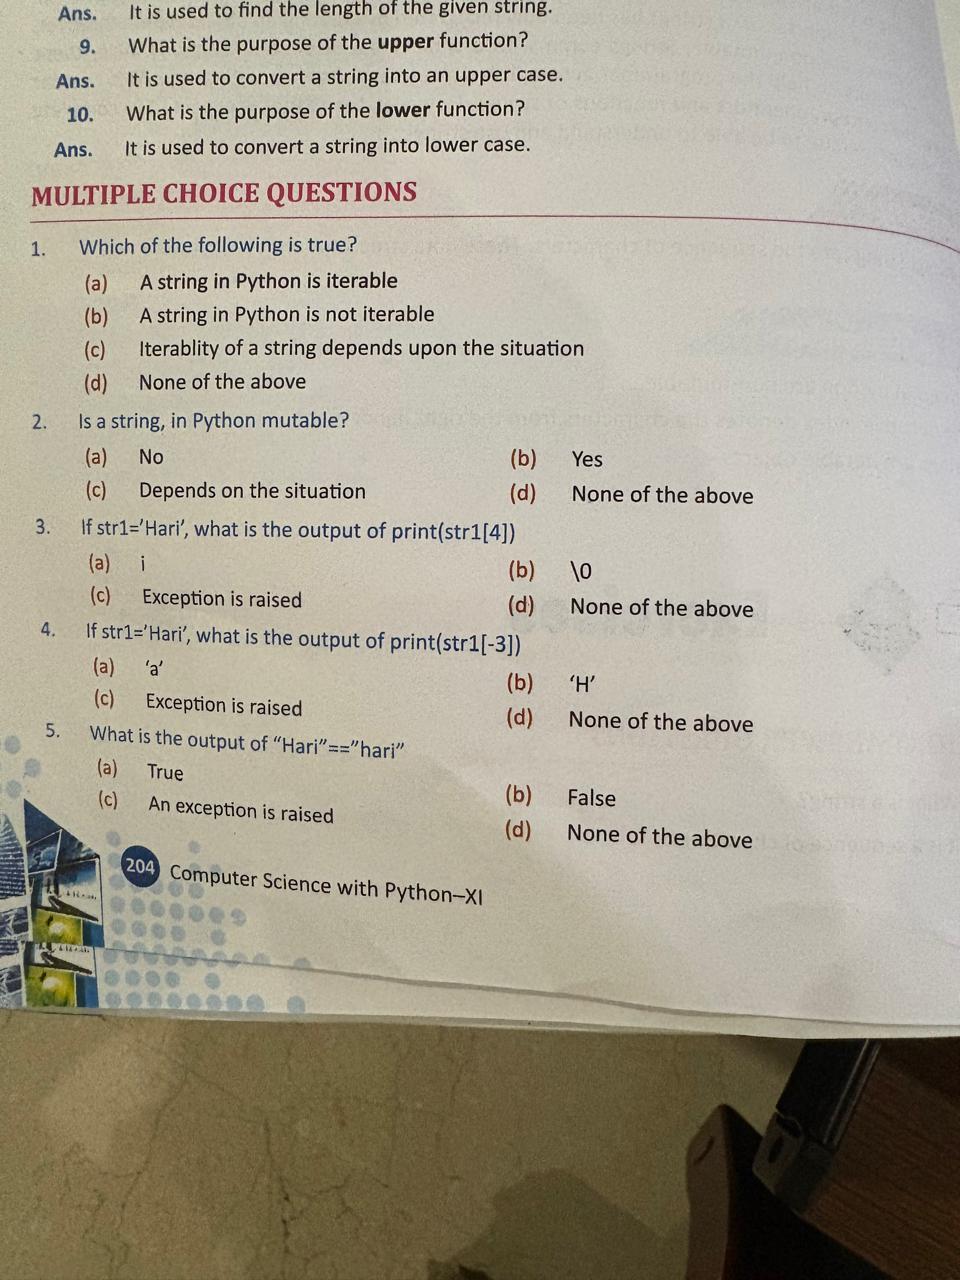 Ans. It is used to find the length of the given string.
9. What is the purpose of the upper function?
Ans. It is used to convert a string into an upper case.
10. What is the purpose of the lower function?
Ans. It is used to convert a string into lower case.
MULTIPLE CHOICE QUESTIONS
1. Which of the following is true?
(a) A string in Python is iterable
(b) A string in Python is not iterable
(c) Iterablity of a string depends upon the situation
(d) None of the above
2. Is a string, in Python mutable?
(a) No (b) Yes
(c) Depends on the situation (d) None of the above
3. If str1='Hari', what is the output of print(str1[4])
(a) i (b) \0
(c) Exception is raised (d) None of the above
4. If str1='Hari', what is the output of print(str1[-3])
(a) ‘a’ (b) ‘H’
(c) Exception is raised (d) None of the above
5. What is the output of “Hari”==”hari”
(a) True (b) False
(c) An exception is raised (d) None of the above
204 Computer Science with Python–XI